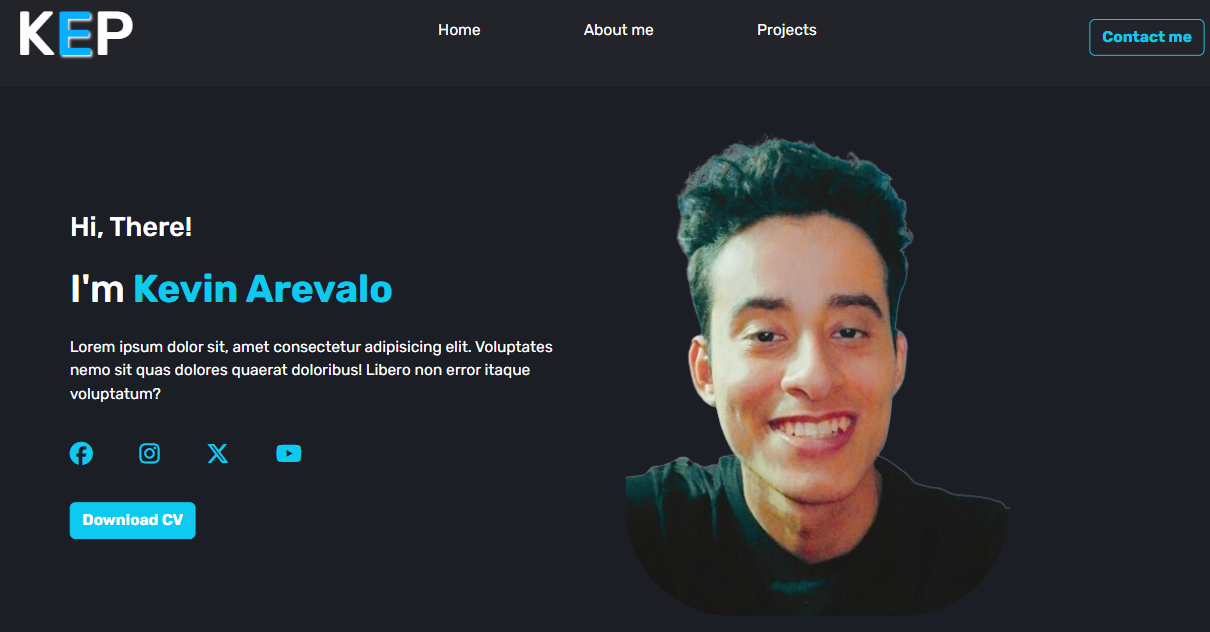 KEP
Home
About me
Projects
Contact me
Hi, There!
I'm Kevin Arevalo
Lorem ipsum dolor sit, amet consectetur adipisicing elit. Voluptates
nemo sit quas dolores quaerat doloribus! Libero non error itaque
voluptatum?
Download CV